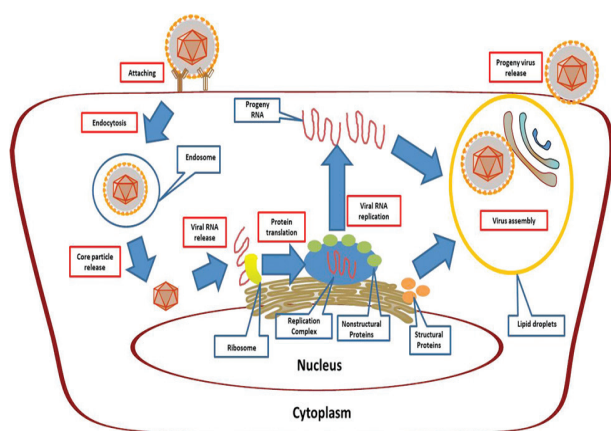 Attaching
Progeny virus
release
Endocytosis
Progeny
RNA
Endosome
Viral RNA
release
Protein
translation
Viral RNA
replication
Virus assembly
Core particle
release
Ribosome
Replication
Complex
Nonstructural
Proteins
Structural
Proteins
Lipid droplets
Nucleus
Cytoplasm